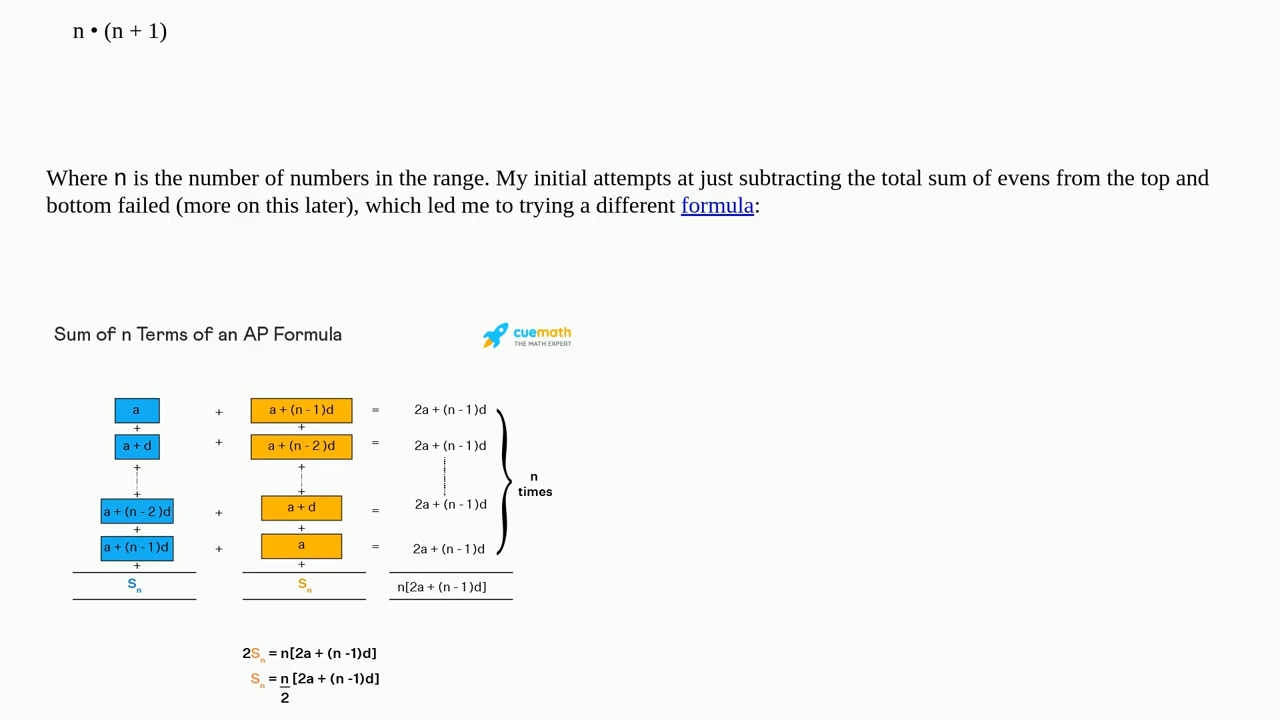 n • (n + 1)
Where n is the number of numbers in the range. My initial attempts at just subtracting the total sum of evens from the top and
bottom failed (more on this later), which led me to trying a different formula:
Sum of n Terms of an AP Formula
cuemath
THE MATH EXPERT
a + a + (n - 1)d = 2a + (n - 1)d
+ +
a + d + a + (n - 2)d = 2a + (n - 1)d
+ +
+ +
n
times
a + (n - 2)d + a + d = 2a + (n - 1)d
+ +
a + (n - 1)d + a = 2a + (n - 1)d
+ +
Sn Sn n[2a + (n - 1)d]
2Sn = n[2a + (n -1)d]
Sn = n [2a + (n -1)d]
2